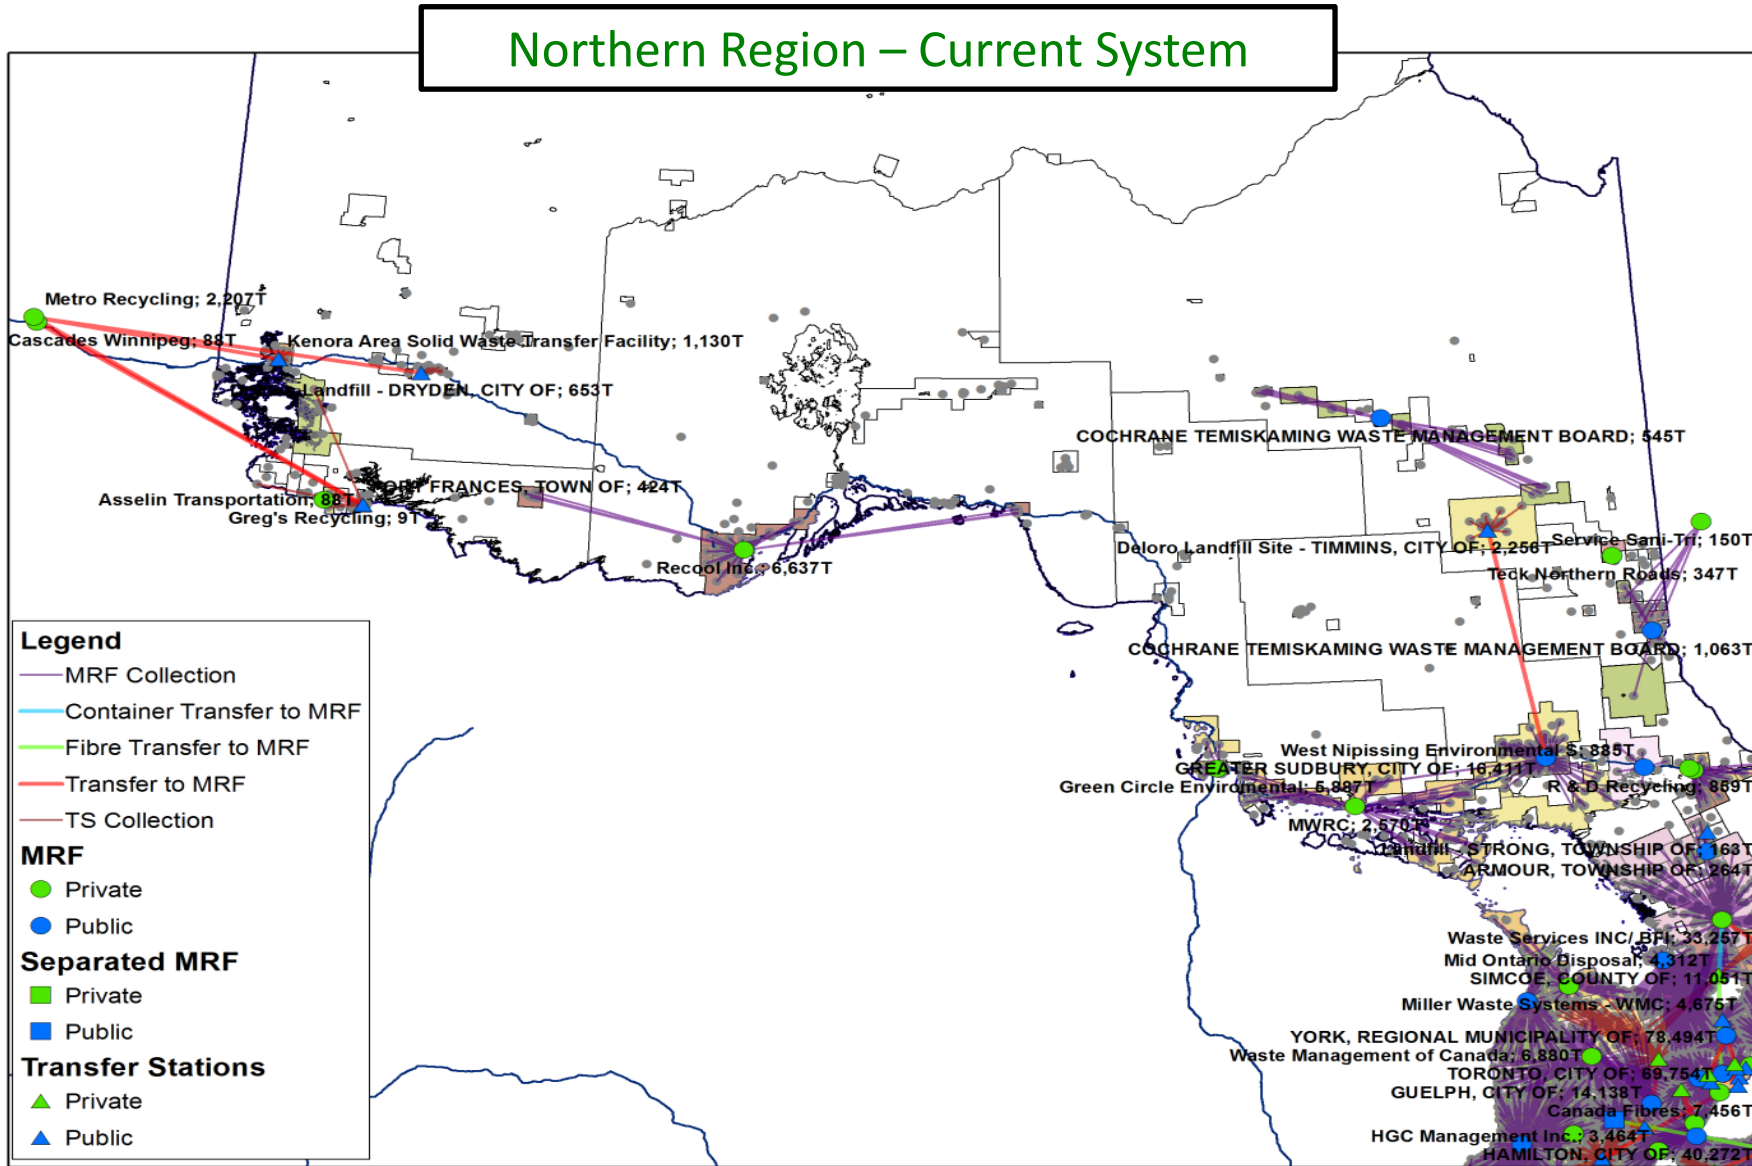 Northern Region – Current System
Metro Recycling; 2,207T
Cascades Winnipeg; 88T
Kenora Area Solid Waste Transfer Facility; 1,130T
Landfill - DRYDEN, CITY OF; 653T
COCHRANE TEMISKAMING WASTE MANAGEMENT BOARD; 545T
FORT FRANCES, TOWN OF; 424T
Asselin Transportation; 88T
Greg's Recycling; 9T
Service Sani-Tri; 150T
Deloro Landfill Site - TIMMINS, CITY OF; 2,256T
Recool Inc.; 6,637T
Teck Northern Roads; 347T
COCHRANE TEMISKAMING WASTE MANAGEMENT BOARD; 1,063T
Legend
MRF Collection
Container Transfer to MRF
Fibre Transfer to MRF
Transfer to MRF
TS Collection
MRF
Private
Public
Separated MRF
Private
Public
Transfer Stations
Private
Public
West Nipissing Environmental S; 885T
GREATER SUDBURY, CITY OF; 16,411T
Green Circle Enviromental; 5,887T
R & D Recycling; 859T
MWRC; 2,570T
Landfill - STRONG, TOWNSHIP OF; 163T
ARMOUR, TOWNSHIP OF; 264T
Waste Services INC/ BFI; 33,257T
Mid Ontario Disposal; 4,312T
SIMCOE, COUNTY OF; 11,051T
Miller Waste Systems - WMC; 4,675T
YORK, REGIONAL MUNICIPALITY OF; 78,494T
Waste Management of Canada; 6,880T
TORONTO, CITY OF; 69,754T
GUELPH, CITY OF; 14,138T
Canada Fibres; 7,456T
HGC Management Inc.; 3,464T
HAMILTON, CITY OF; 40,272T